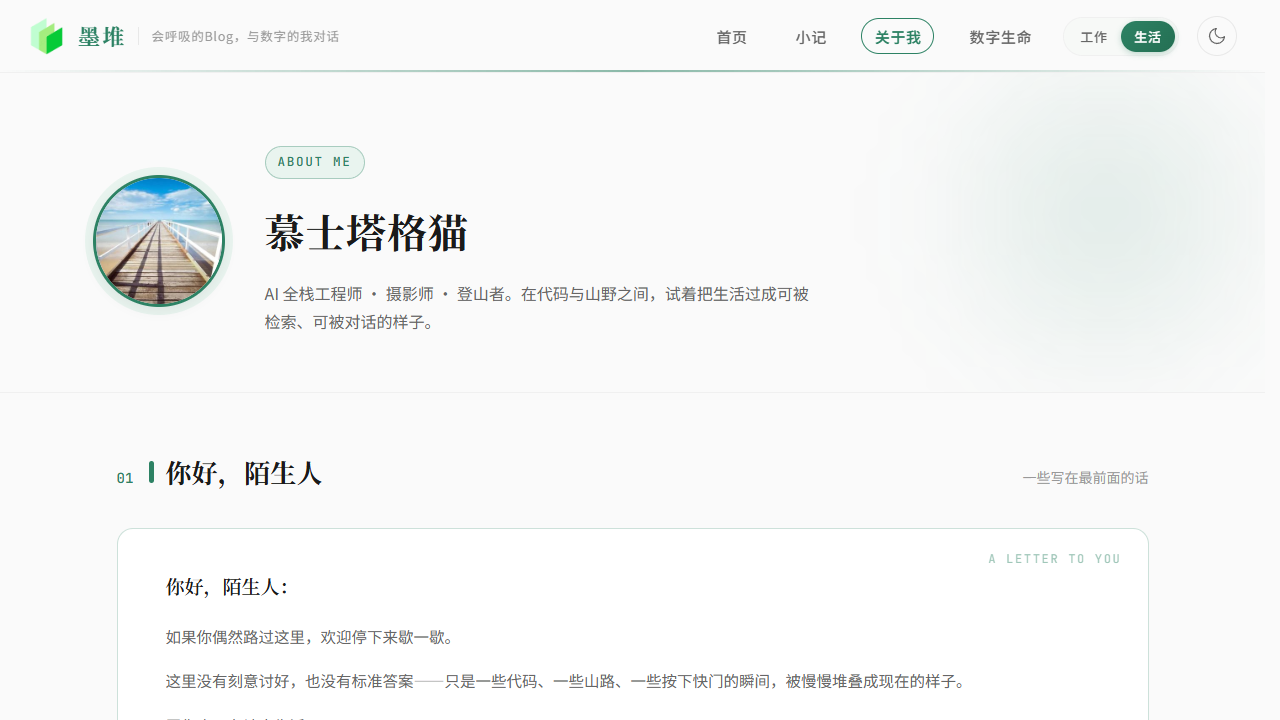 墨堆
会呼吸的Blog，与数字的我对话
首页
小记
关于我
数字生命
工作
生活
ABOUT ME
慕士塔格猫
AI 全栈工程师 · 摄影师 · 登山者。在代码与山野之间，试着把生活过成可被
检索、可被对话的样子。
01
你好，陌生人
一些写在最前面的话
A LETTER TO YOU
你好，陌生人：
如果你偶然路过这里，欢迎停下来歇一歇。
这里没有刻意讨好，也没有标准答案——只是一些代码、一些山路、一些按下快门的瞬间，被慢慢堆叠成现在的样子。